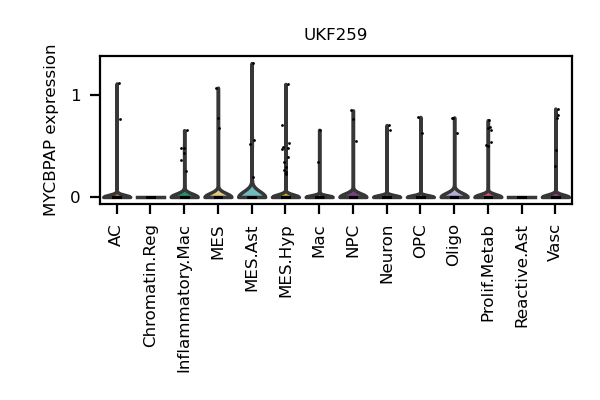 UKF259
MYCBPAP expression
1
0
AC
Chromatin.Reg
Inflammatory.Mac
MES
MES.Ast
MES.Hyp
Mac
NPC
Neuron
OPC
Oligo
Prolif.Metab
Reactive.Ast
Vasc